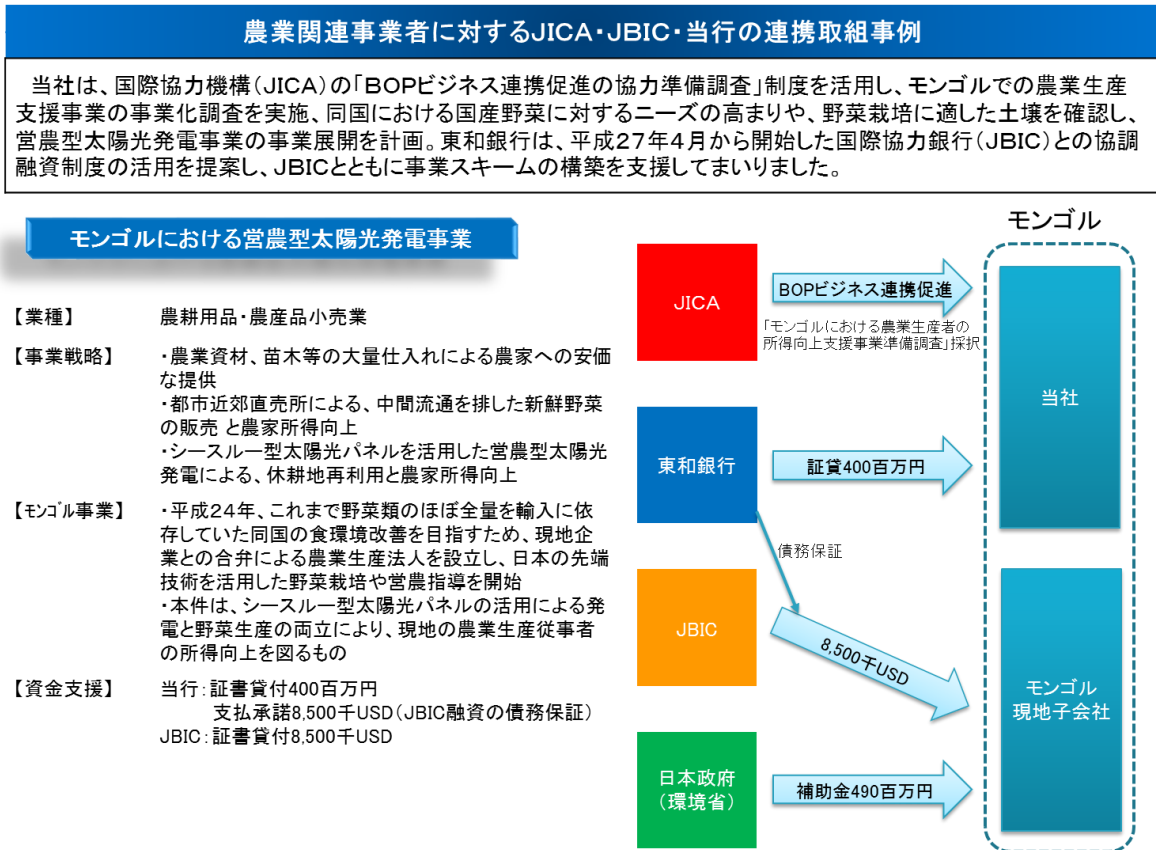 農業関連事業者に対するJICA・JBIC・当行の連携取組事例
当社は、国際協力機構(JICA)の「BOPビジネス連携促進の協力準備調査」制度を活用し、モンゴルでの農業生産
支援事業の事業化調査を実施、同国における国産野菜に対するニーズの高まりや、野菜栽培に適した土壌を確認し、
営農型太陽光発電事業の事業展開を計画。東和銀行は、平成27年4月から開始した国際協力銀行(JBIC)との協調
融資制度の活用を提案し、JBICとともに事業スキームの構築を支援してまいりました。
モンゴルにおける営農型太陽光発電事業
【業種】 農耕用品・農産品小売業
【事業戦略】 ・農業資材、苗木等の大量仕入れによる農家への安価
な提供
・都市近郊直売所による、中間流通を排した新鮮野菜
の販売 と農家所得向上
・シースルー型太陽光パネルを活用した営農型太陽光
発電による、休耕地再利用と農家所得向上
【ﾓﾝｺﾞﾙ事業】 ・平成24年、これまで野菜類のほぼ全量を輸入に依
存していた同国の食環境改善を目指すため、現地企
業との合弁による農業生産法人を設立し、日本の先端
技術を活用した野菜栽培や営農指導を開始
・本件は、シースルー型太陽光パネルの活用による発
電と野菜生産の両立により、現地の農業生産従事者
の所得向上を図るもの
【資金支援】 当行:証書貸付400百万円
支払承諾8,500千USD(JBIC融資の債務保証)
JBIC:証書貸付8,500千USD
モンゴル
JICA
BOPビジネス連携促進
「モンゴルにおける農業生産者の
所得向上支援事業準備調査」採択
当社
東和銀行
証貸400百万円
債務保証
JBIC
8,500千USD
モンゴル
現地子会社
日本政府
(環境省)
補助金490百万円